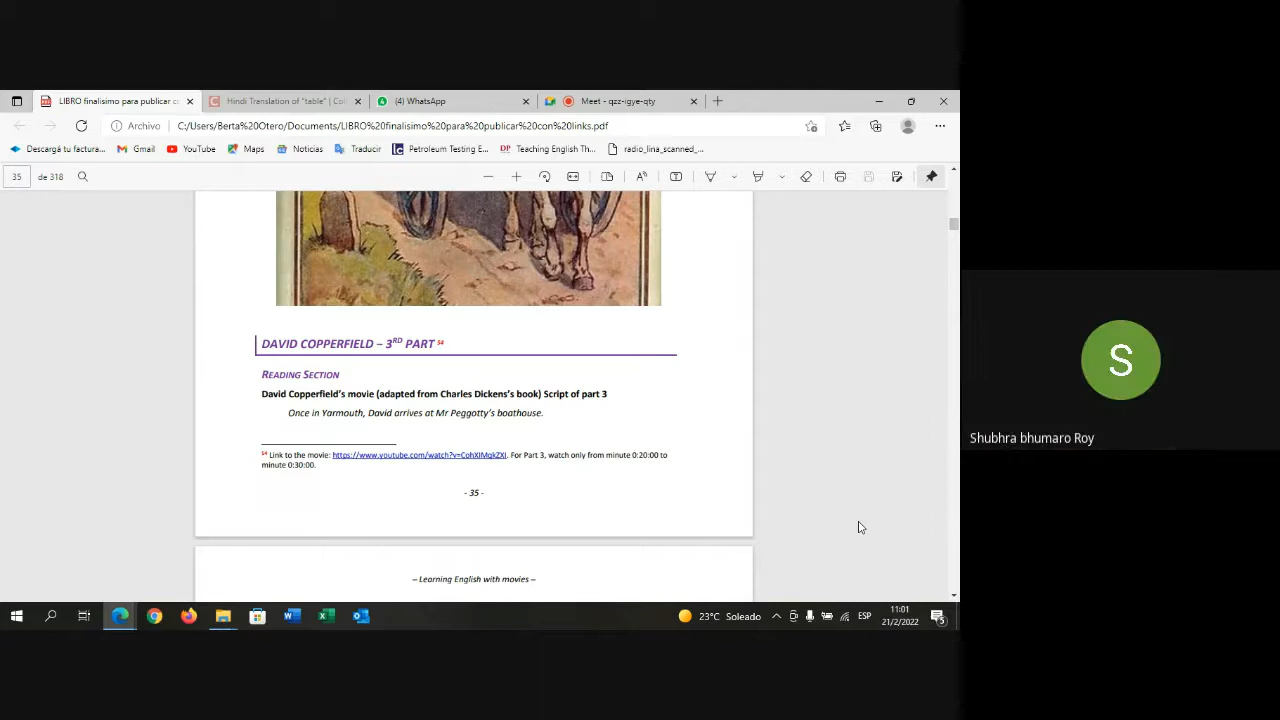 LIBRO finalisimo para publicar c
Hindi Translation of "table" | Col
(4) WhatsApp
Meet - qzz-igye-qty
Archivo
C:/Users/Berta%20Otero/Documents/LIBRO%20finalisimo%20para%20publicar%20con%20links.pdf
Descargá tu factura...
Gmail
YouTube
Maps
Noticias
Traducir
Petroleum Testing E...
DP Teaching English Th...
radio_lina_scanned_...
35 de 318
DAVID COPPERFIELD – 3RD PART 54
READING SECTION
David Copperfield's movie (adapted from Charles Dickens's book) Script of part 3
Once in Yarmouth, David arrives at Mr Peggotty's boathouse.
54 Link to the movie: https://www.youtube.com/watch?v=CohXIMqkZXI. For Part 3, watch only from minute 0:20:00 to
minute 0:30:00.
- 35 -
– Learning English with movies –
S
Shubhra bhumaro Roy
23°C Soleado
ESP
11:01
21/2/2022
5